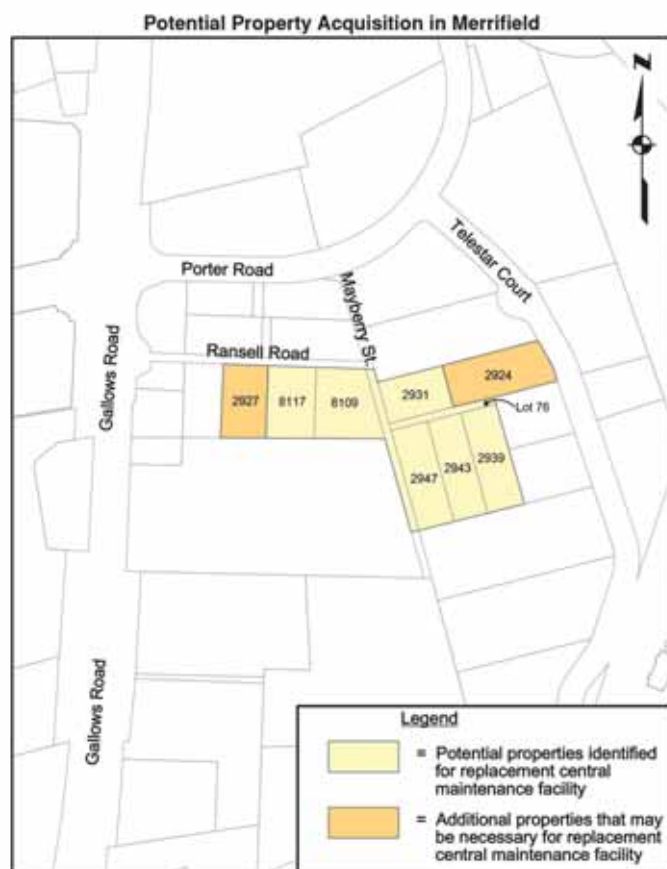 Potential Property Acquisition in Merrifield
N
Telestar Court
Porter Road
Mayberry St.
Gallows Road
Ransell Road
2924
2931
2927
8117
8109
Lot 76
2939
2943
2947
Gallows Road
Legend
= Potential properties identified
for replacement central
maintenance facility
= Additional properties that may
be necessary for replacement
central maintenance facility